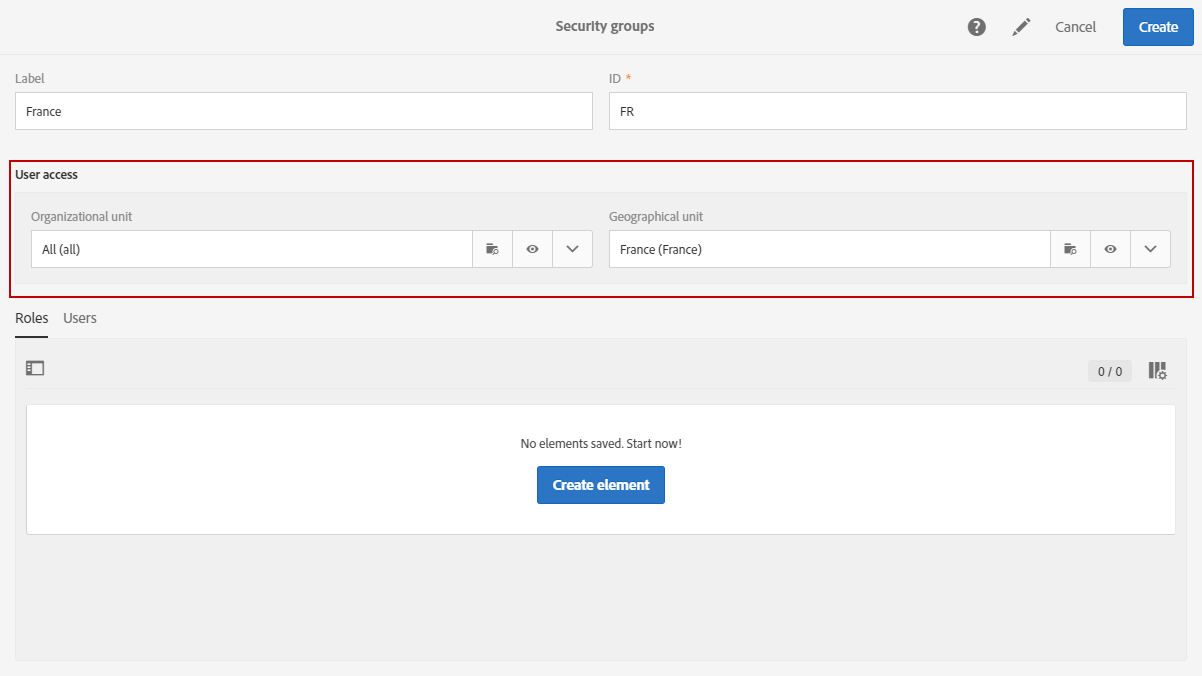 Security groups
Cancel
Create
Label
ID *
France
FR
User access
Organizational unit
Geographical unit
All (all)
France (France)
Roles
Users
0 / 0
No elements saved. Start now!
Create element